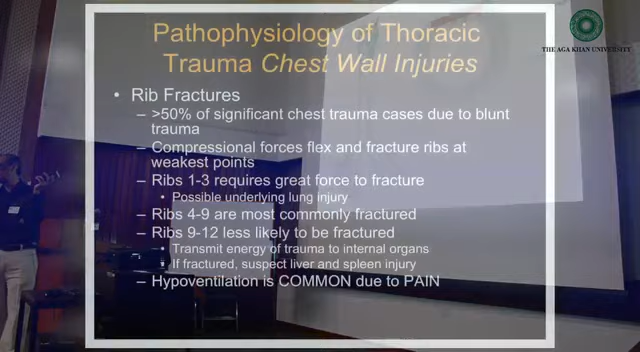 Pathophysiology of Thoracic
Trauma Chest Wall Injuries
THE AGA KHAN UNIVERSITY
• Rib Fractures
– >50% of significant chest trauma cases due to blunt
trauma
– Compressional forces flex and fracture ribs at
weakest points
– Ribs 1-3 requires great force to fracture
• Possible underlying lung injury
– Ribs 4-9 are most commonly fractured
– Ribs 9-12 less likely to be fractured
• Transmit energy of trauma to internal organs
• If fractured, suspect liver and spleen injury
– Hypoventilation is COMMON due to PAIN